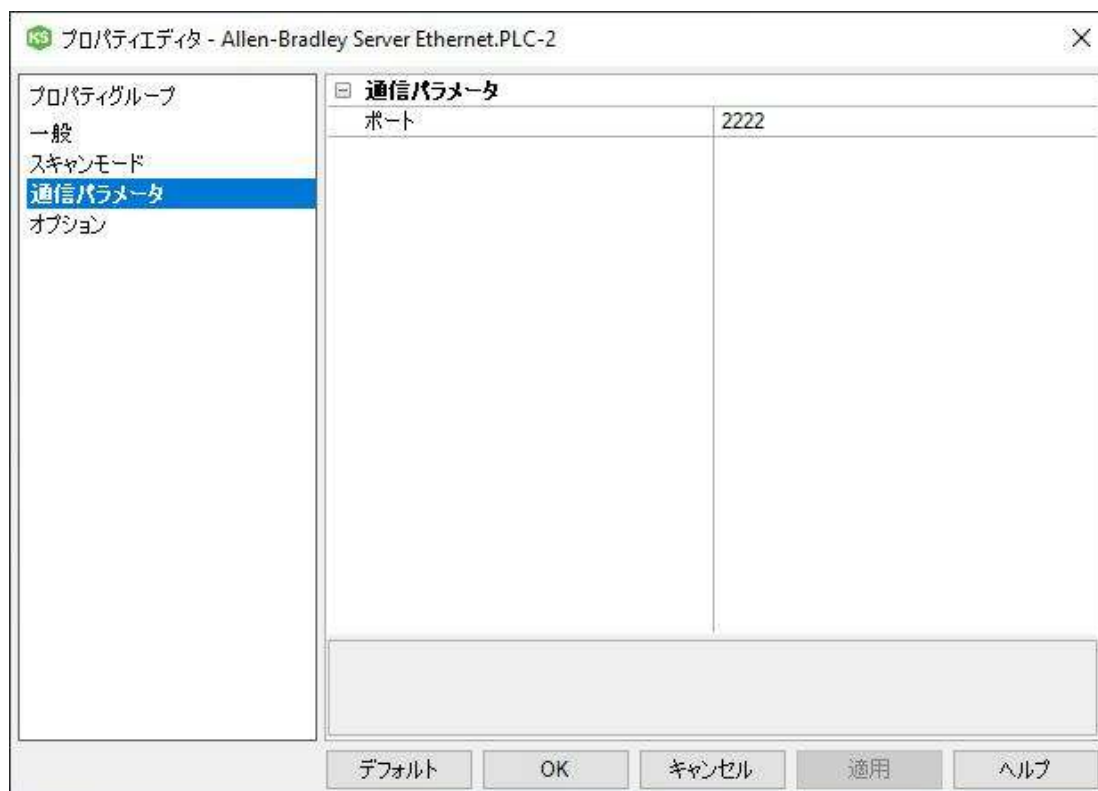 KS プロパティエディタ - Allen-Bradley Server Ethernet.PLC-2
プロパティグループ
一般
スキャンモード
通信パラメータ
オプション
通信パラメータ
ポート 2222
デフォルト OK キャンセル 適用 ヘルプ